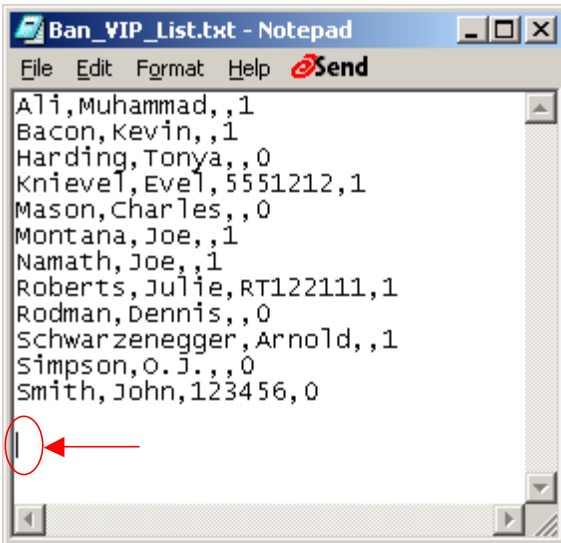 Ban_VIP_List.txt - Notepad
File Edit Format Help Send
Ali,Muhammad,,1
Bacon,Kevin,,1
Harding,Tonya,,0
Knievel,Evel,5551212,1
Mason,Charles,,0
Montana,Joe,,1
Namath,Joe,,1
Roberts,Julie,RT122111,1
Rodman,Dennis,,0
Schwarzenegger,Arnold,,1
Simpson,O.J.,,0
Smith,John,123456,0